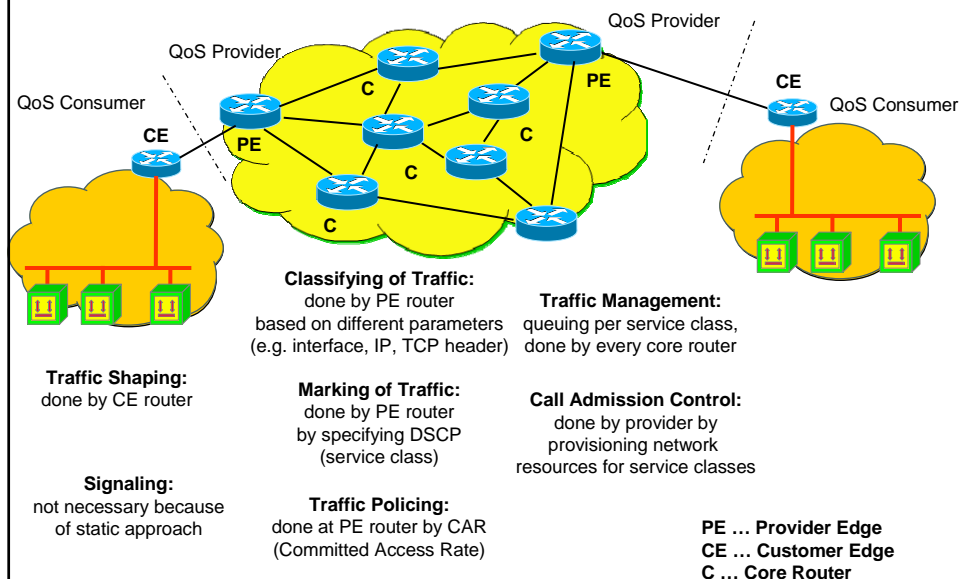 QoS Provider
QoS Provider
QoS Consumer
QoS Consumer
CE
CE
PE
PE
C
C
C
C
Classifying of Traffic:
done by PE router
based on different parameters
(e.g. interface, IP, TCP header)
Traffic Management:
queuing per service class,
done by every core router
Traffic Shaping:
done by CE router
Marking of Traffic:
done by PE router
by specifying DSCP
(service class)
Call Admission Control:
done by provider by
provisioning network
resources for service classes
Signaling:
not necessary because
of static approach
Traffic Policing:
done at PE router by CAR
(Committed Access Rate)
PE … Provider Edge
CE … Customer Edge
C … Core Router